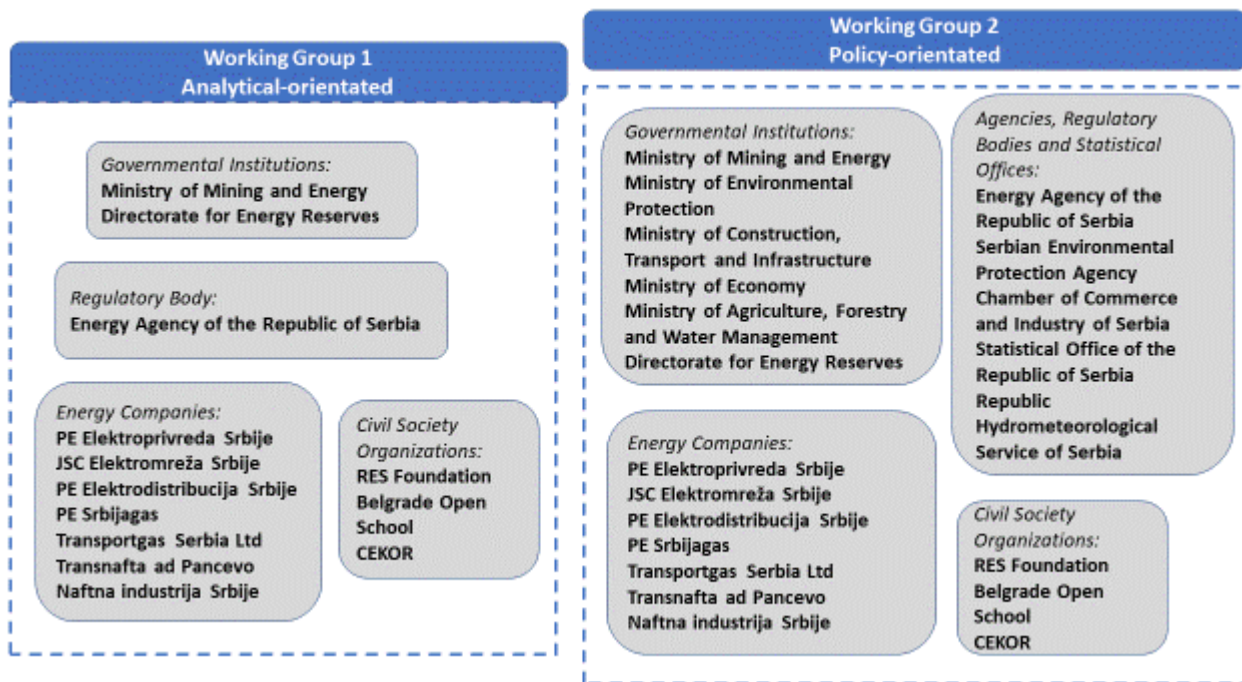 Working Group 1
Analytical-orientated
Governmental Institutions:
Ministry of Mining and Energy
Directorate for Energy Reserves
Regulatory Body:
Energy Agency of the Republic of Serbia
Energy Companies:
PE Elektroprivreda Srbije
JSC Elektromreža Srbije
PE Elektrodistribucija Srbije
PE Srbijagas
Transportgas Serbia Ltd
Transnafta ad Pancevo
Naftna industrija Srbije
Civil Society
Organizations:
RES Foundation
Belgrade Open
School
CEKOR
Working Group 2
Policy-orientated
Governmental Institutions:
Ministry of Mining and Energy
Ministry of Environmental
Protection
Ministry of Construction,
Transport and Infrastructure
Ministry of Economy
Ministry of Agriculture, Forestry
and Water Management
Directorate for Energy Reserves
Agencies, Regulatory
Bodies and Statistical
Offices:
Energy Agency of the
Republic of Serbia
Serbian Environmental
Protection Agency
Chamber of Commerce
and Industry of Serbia
Statistical Office of the
Republic of Serbia
Republic
Hydrometeorological
Service of Serbia
Energy Companies:
PE Elektroprivreda Srbije
JSC Elektromreža Srbije
PE Elektrodistribucija Srbije
PE Srbijagas
Transportgas Serbia Ltd
Transnafta ad Pancevo
Naftna industrija Srbije
Civil Society
Organizations:
RES Foundation
Belgrade Open
School
CEKOR